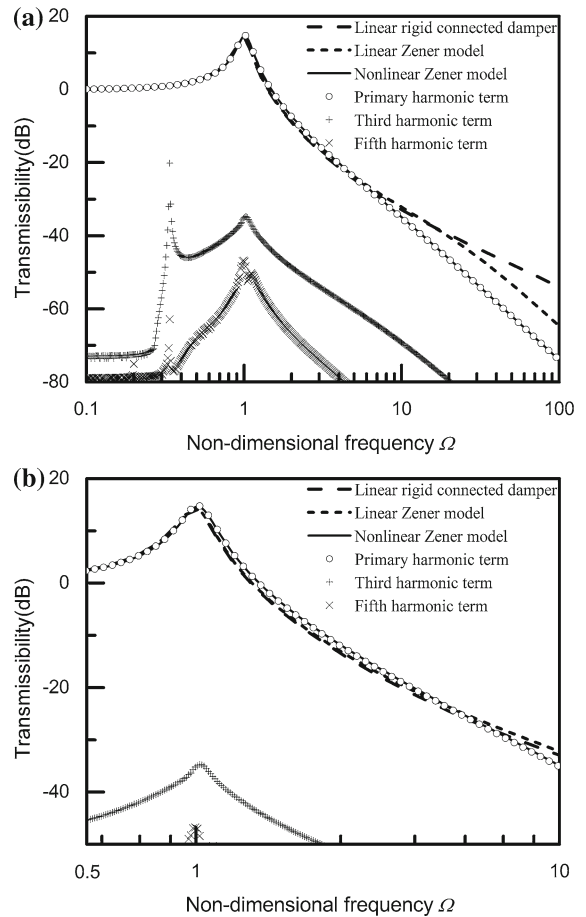 (a)
20
0
-20
-40
-60
-80
Transmissibility(dB)
Linear rigid connected damper
Linear Zener model
Nonlinear Zener model
Primary harmonic term
Third harmonic term
Fifth harmonic term
0.1
1
10
100
Non-dimensional frequency Ω
(b)
20
0
-20
-40
Transmissibility(dB)
Linear rigid connected damper
Linear Zener model
Nonlinear Zener model
Primary harmonic term
Third harmonic term
Fifth harmonic term
0.5
1
10
Non-dimensional frequency Ω